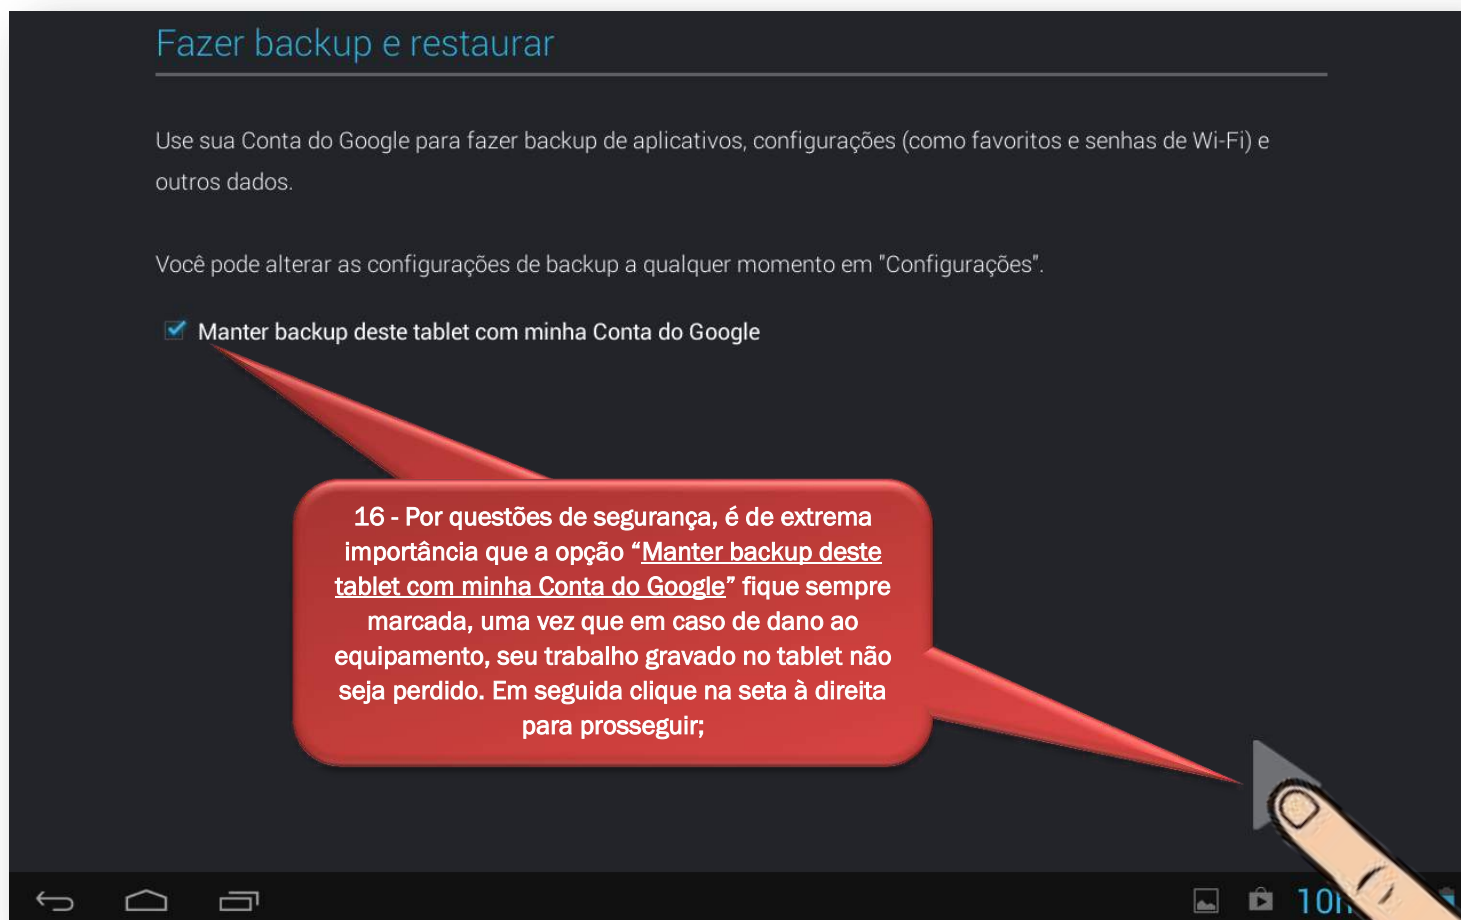 Fazer backup e restaurar
Use sua Conta do Google para fazer backup de aplicativos, configurações (como favoritos e senhas de Wi-Fi) e
outros dados.
Você pode alterar as configurações de backup a qualquer momento em "Configurações".
Manter backup deste tablet com minha Conta do Google
16 - Por questões de segurança, é de extrema
importância que a opção “Manter backup deste
tablet com minha Conta do Google” fique sempre
marcada, uma vez que em caso de dano ao
equipamento, seu trabalho gravado no tablet não
seja perdido. Em seguida clique na seta à direita
para prosseguir;